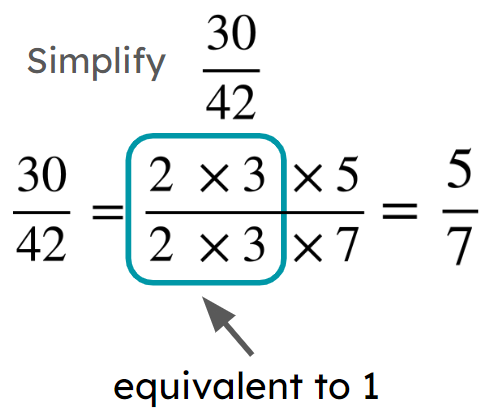 Simplify 30/42
30/42 = 2 × 3 × 5 / 2 × 3 × 7 = 5/7
equivalent to 1